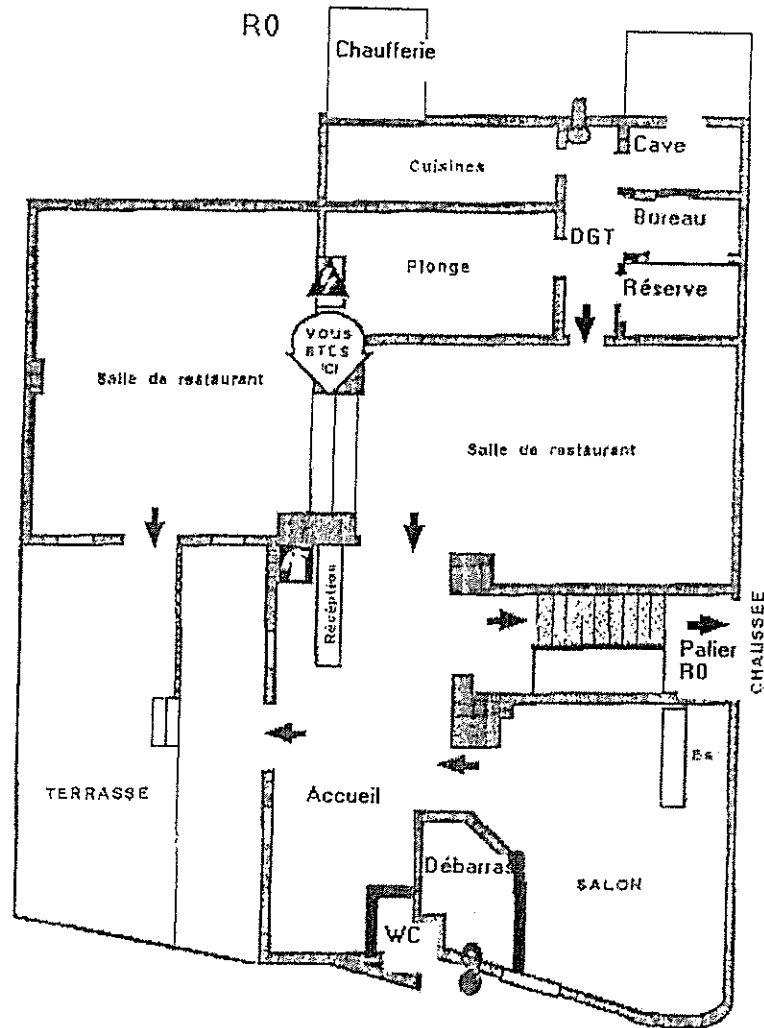 R0
Chaufferie
Cave
Cuisines
Bureau
DGT
Plonge
Réserve
VOUS
ETES
ICI
Salle de restaurant
Salle de restaurant
Réception
Palier
R0
CHAUSSEE
TERRASSE
Accueil
Débarras
SALON
WC